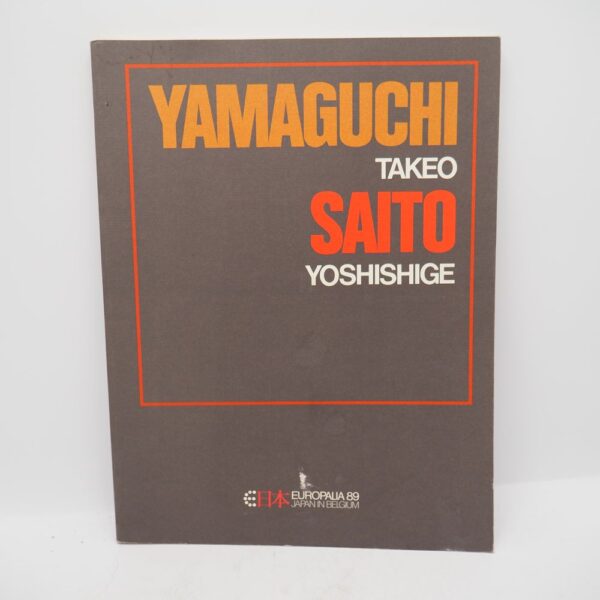 YAMAGUCHI
TAKEO
SAITO
YOSHISHIGE
日本 EUROPALIA 89
JAPAN IN BELGIUM